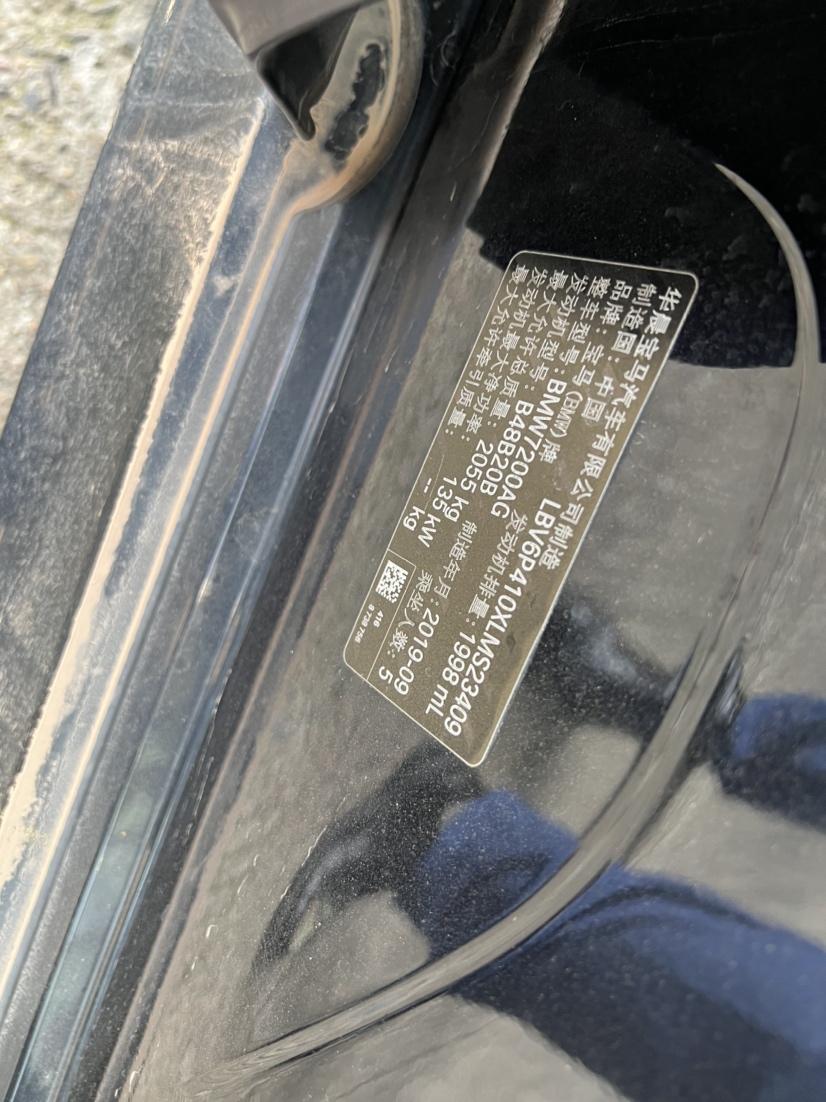 华晨宝马汽车有限公司制造
制造国：中国 LBV6P410XLMS23409
品牌：宝马(BMW)牌 发动机排量：1998 mL
整车型号：BMW7200AG
发动机型号：B48B20B 制造年月：2019-09
最大允许总质量：2055 kg 乘坐人数：5
发动机最大净功率：135 kW
最大允许牵引质量：-- kg
416
8 738 756